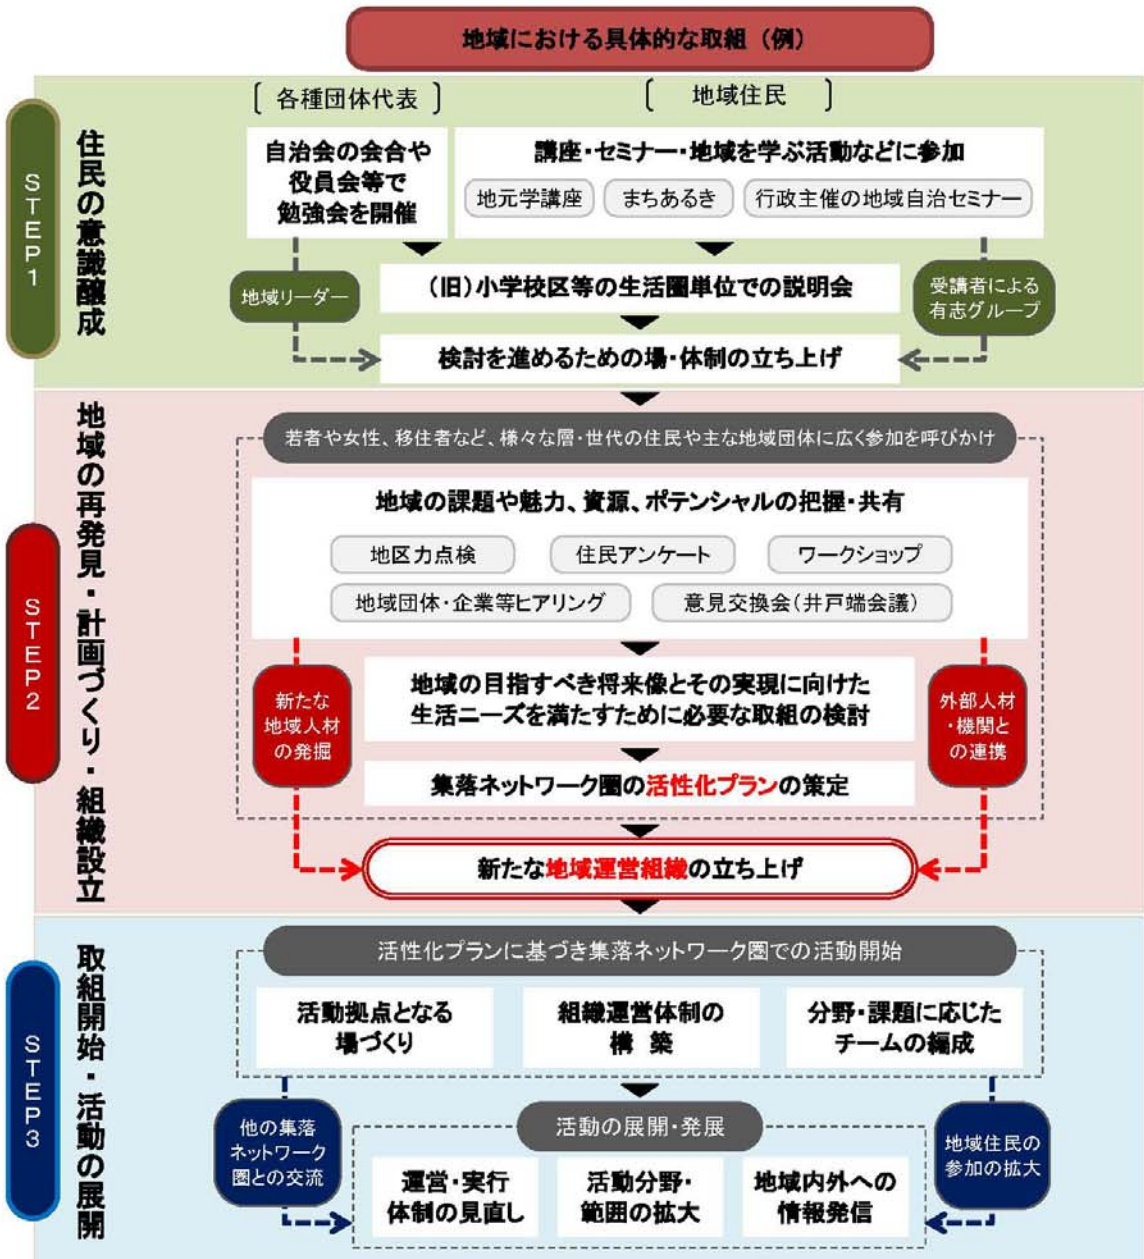 地域における具体的な取組（例）
STEP1
住民の意識醸成
〔 各種団体代表 〕
〔 地域住民 〕
自治会の会合や
役員会等で
勉強会を開催
講座・セミナー・地域を学ぶ活動などに参加
地元学講座
まちあるき
行政主催の地域自治セミナー
地域リーダー
（旧）小学校区等の生活圏単位での説明会
受講者による
有志グループ
検討を進めるための場・体制の立ち上げ
STEP2
地域の再発見・計画づくり・組織設立
若者や女性、移住者など、様々な層・世代の住民や主な地域団体に広く参加を呼びかけ
地域の課題や魅力、資源、ポテンシャルの把握・共有
地区力点検
住民アンケート
ワークショップ
地域団体・企業等ヒアリング
意見交換会（井戸端会議）
新たな
地域人材
の発掘
地域の目指すべき将来像とその実現に向けた
生活ニーズを満たすために必要な取組の検討
外部人材
・機関と
の連携
集落ネットワーク圏の活性化プランの策定
新たな地域運営組織の立ち上げ
STEP3
取組開始・活動の展開
活性化プランに基づき集落ネットワーク圏での活動開始
活動拠点となる
場づくり
組織運営体制の
構 築
分野・課題に応じた
チームの編成
他の集落
ネットワーク
圏との交流
活動の展開・発展
地域住民の
参加の拡大
運営・実行
体制の見直し
活動分野・
範囲の拡大
地域内外への
情報発信